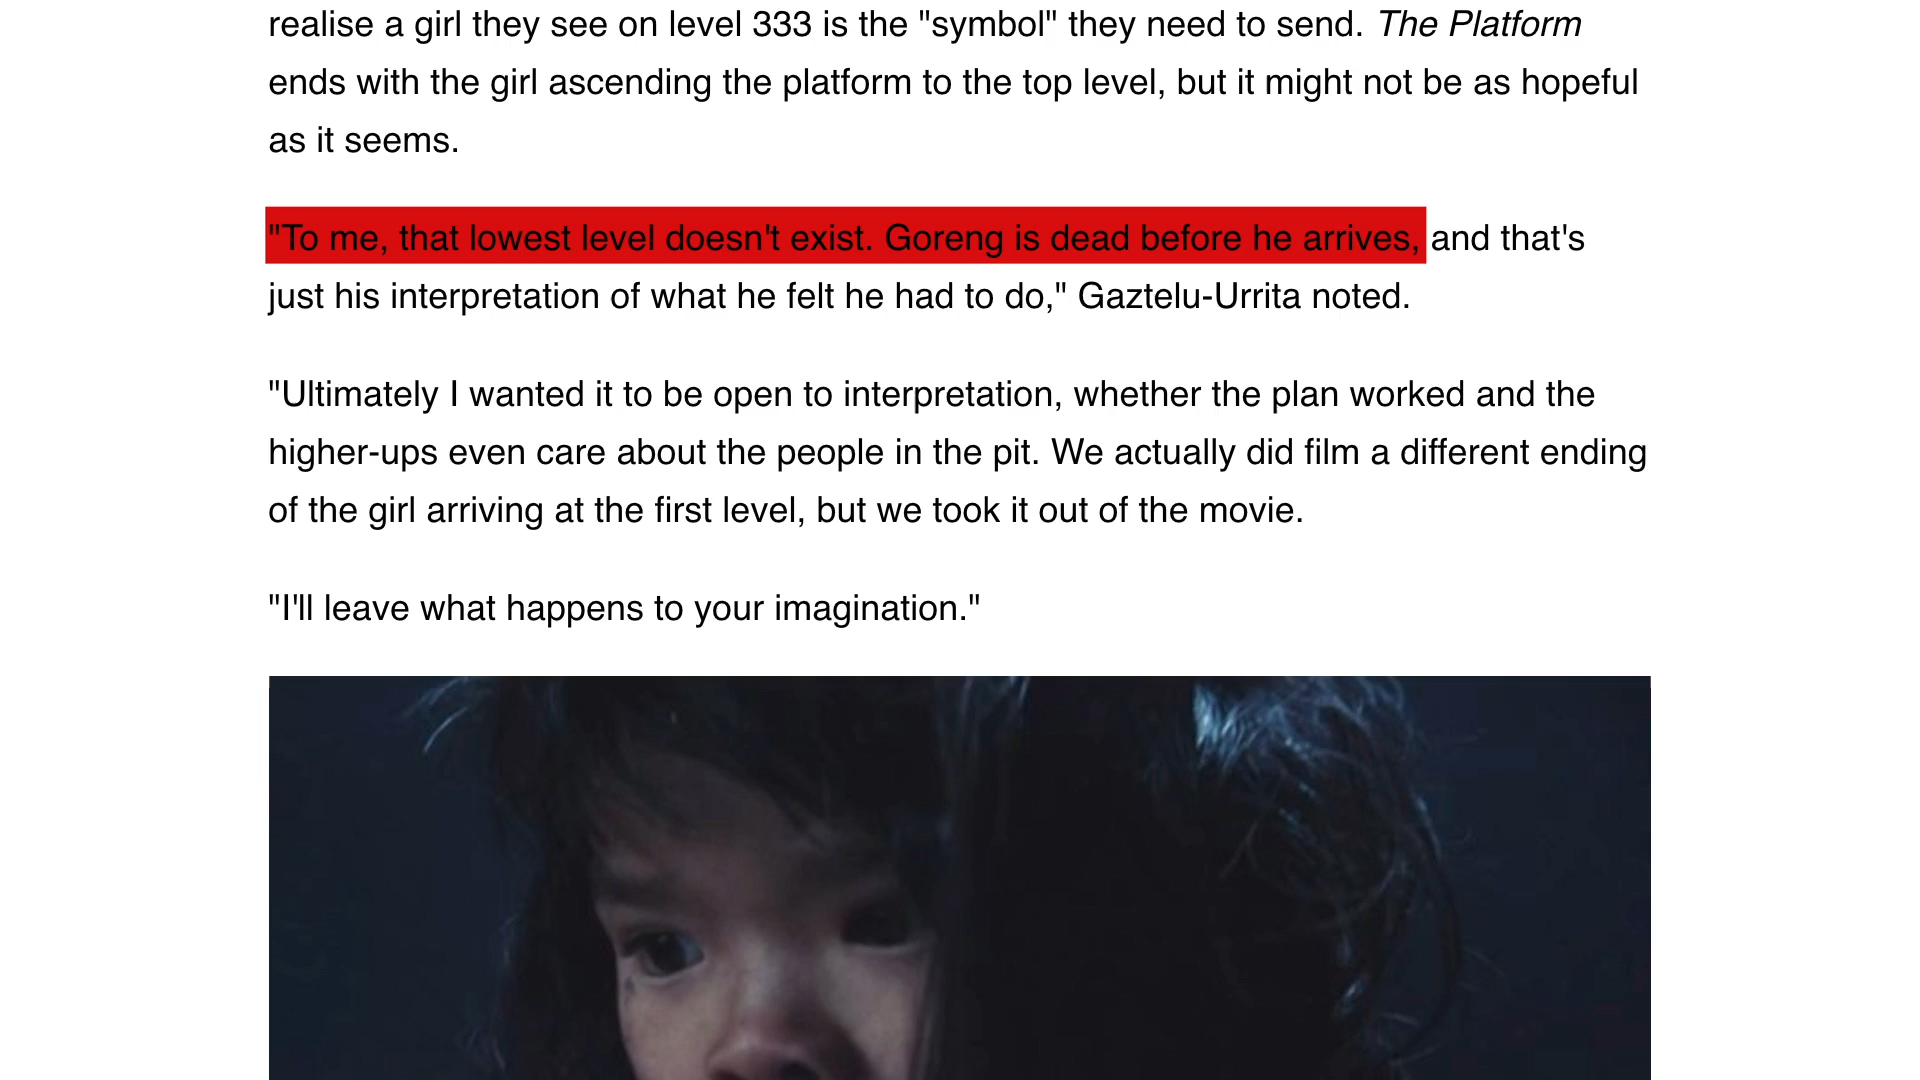 realise a girl they see on level 333 is the "symbol" they need to send. The Platform
ends with the girl ascending the platform to the top level, but it might not be as hopeful
as it seems.
"To me, that lowest level doesn't exist. Goreng is dead before he arrives, and that's
just his interpretation of what he felt he had to do," Gaztelu-Urrita noted.
"Ultimately I wanted it to be open to interpretation, whether the plan worked and the
higher-ups even care about the people in the pit. We actually did film a different ending
of the girl arriving at the first level, but we took it out of the movie.
"I'll leave what happens to your imagination."